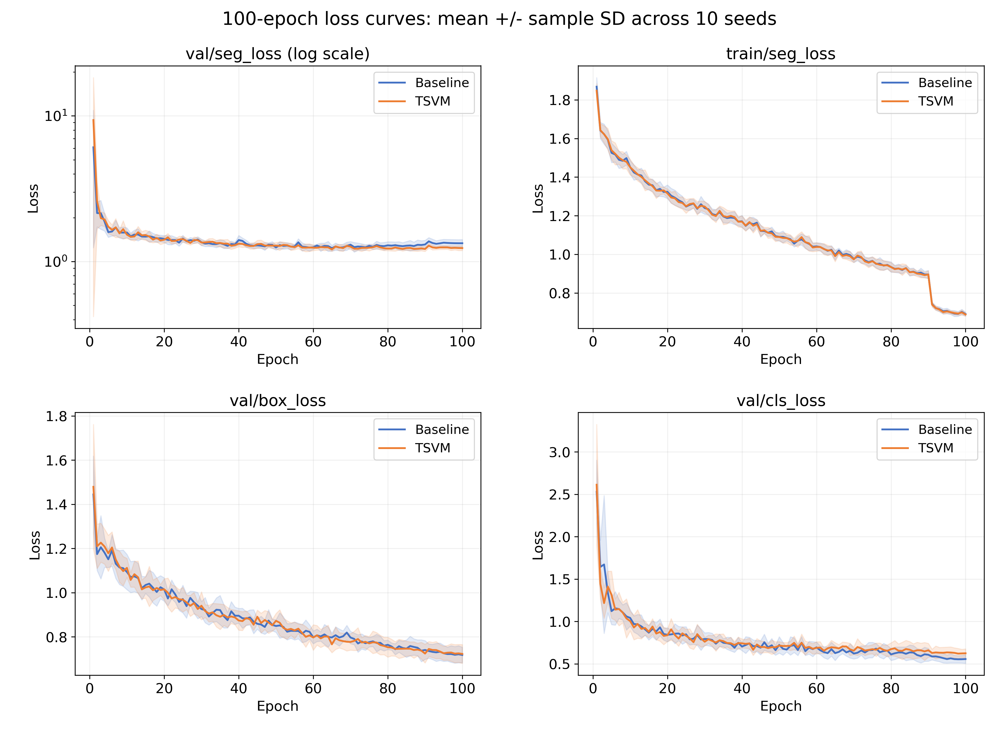 100-epoch loss curves: mean +/- sample SD across 10 seeds
val/seg_loss (log scale)
Baseline
TSVM
10¹
10⁰
Loss
0 20 40 60 80 100
Epoch
train/seg_loss
Baseline
TSVM
1.8
1.6
1.4
1.2
1.0
0.8
Loss
0 20 40 60 80 100
Epoch
val/box_loss
Baseline
TSVM
1.8
1.6
1.4
1.2
1.0
0.8
Loss
0 20 40 60 80 100
Epoch
val/cls_loss
Baseline
TSVM
3.0
2.5
2.0
1.5
1.0
0.5
Loss
0 20 40 60 80 100
Epoch